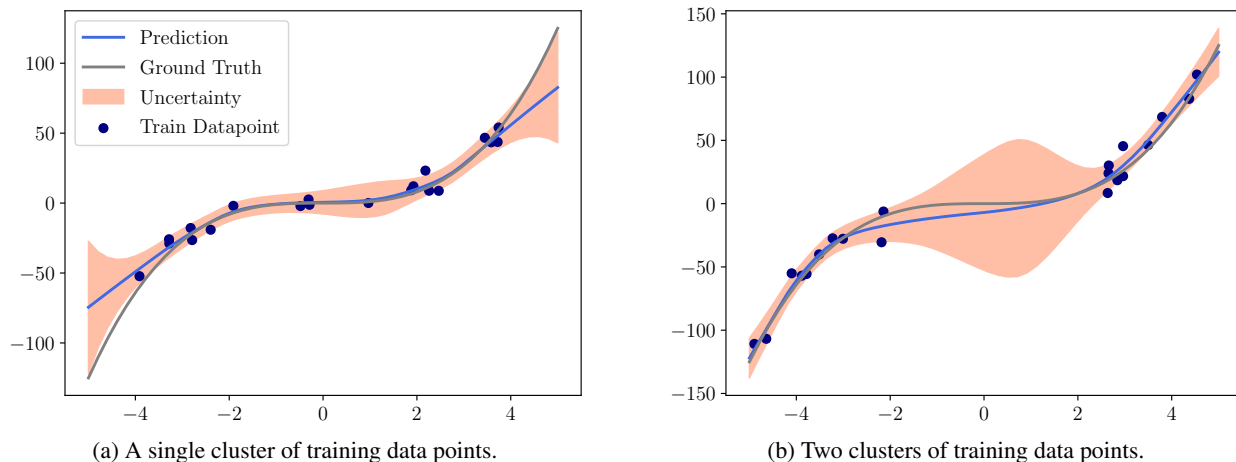 Prediction
Ground Truth
Uncertainty
Train Datapoint
100
50
0
−50
−100
−4 −2 0 2 4
(a) A single cluster of training data points.
150
100
50
0
−50
−100
−150
−4 −2 0 2 4
(b) Two clusters of training data points.